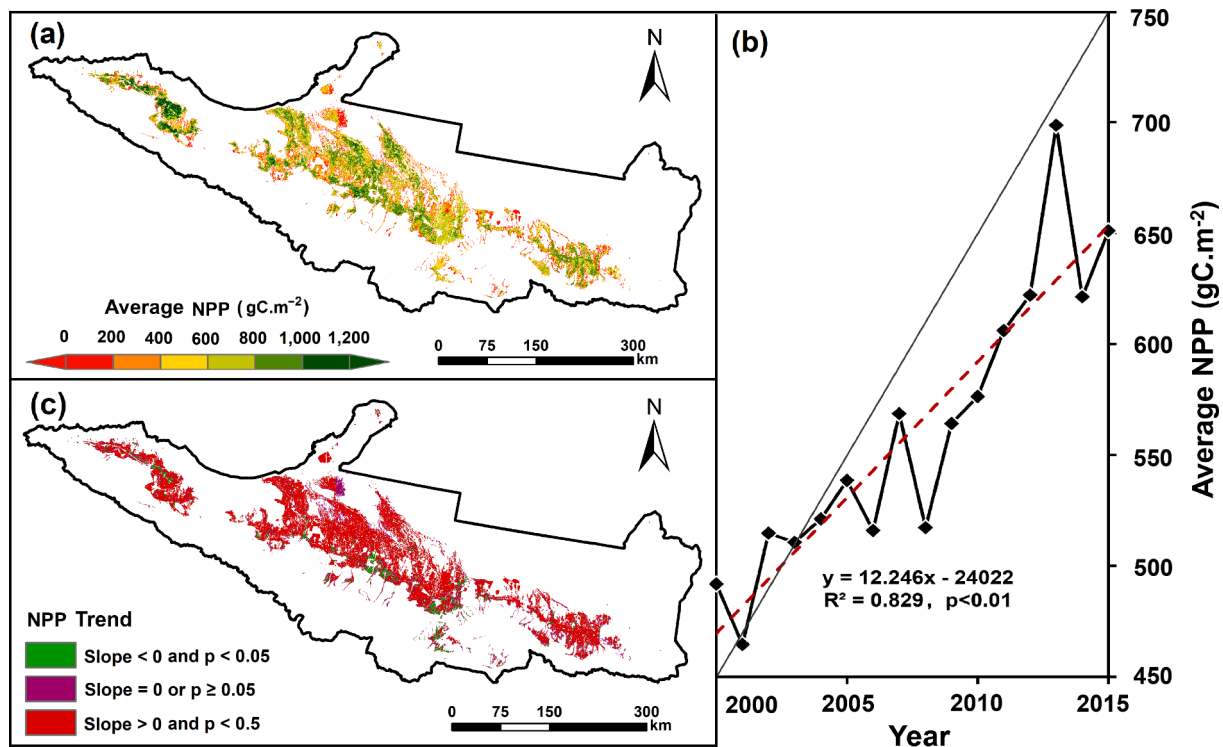 (a)
N
Average NPP (gC.m⁻²)
0 200 400 600 800 1,000 1,200
0 75 150 300
km
(c)
N
NPP Trend
Slope < 0 and p < 0.05
Slope = 0 or p ≥ 0.05
Slope > 0 and p < 0.5
0 75 150 300
km
(b)
750
700
650
600
550
500
450
Average NPP (gC.m⁻²)
y = 12.246x - 24022
R² = 0.829, p<0.01
2000 2005 2010 2015
Year